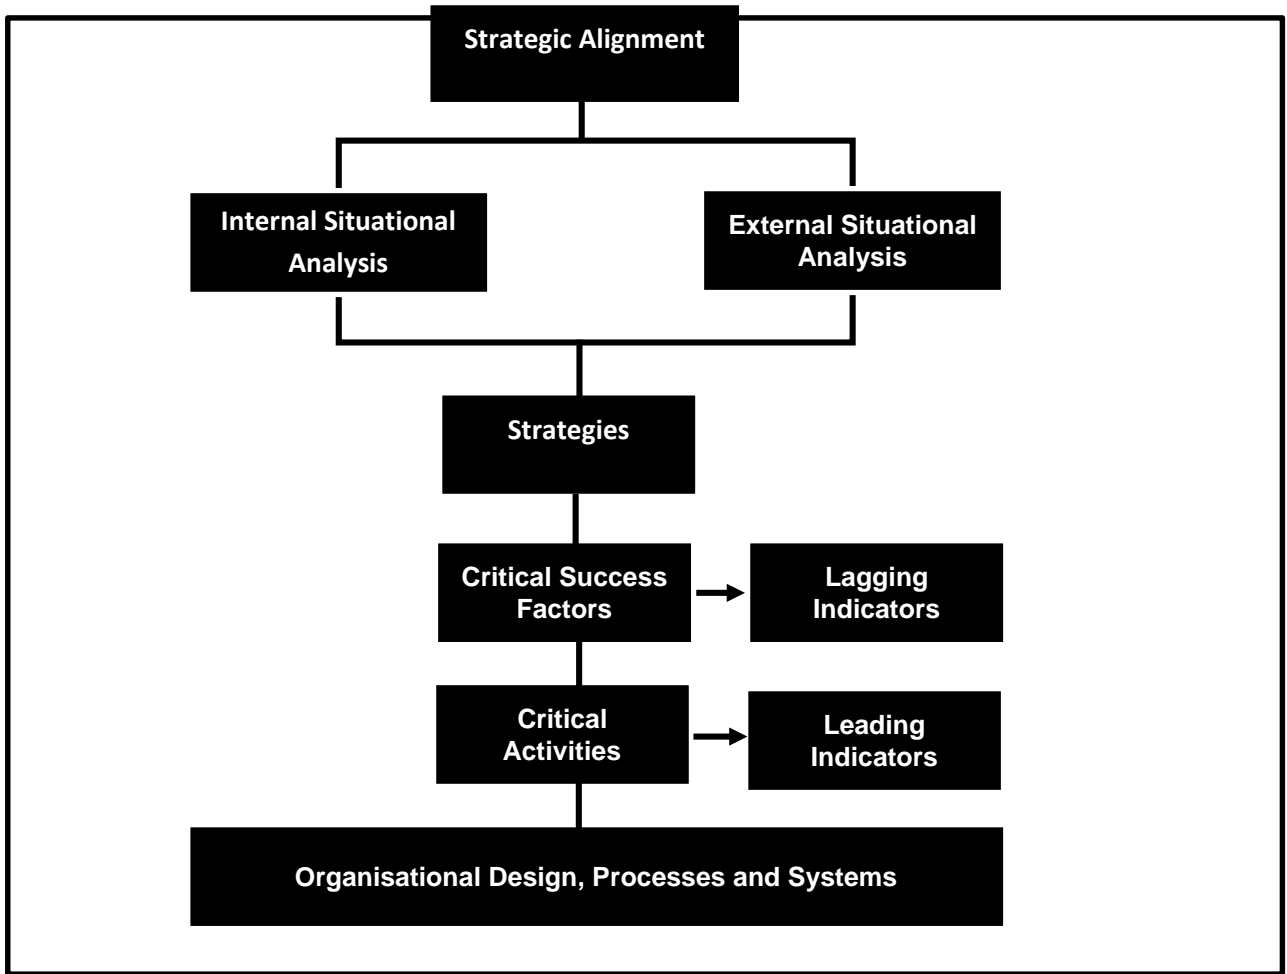 Strategic Alignment
Internal Situational
Analysis
External Situational
Analysis
Strategies
Critical Success
Factors
Lagging
Indicators
Critical
Activities
Leading
Indicators
Organisational Design, Processes and Systems